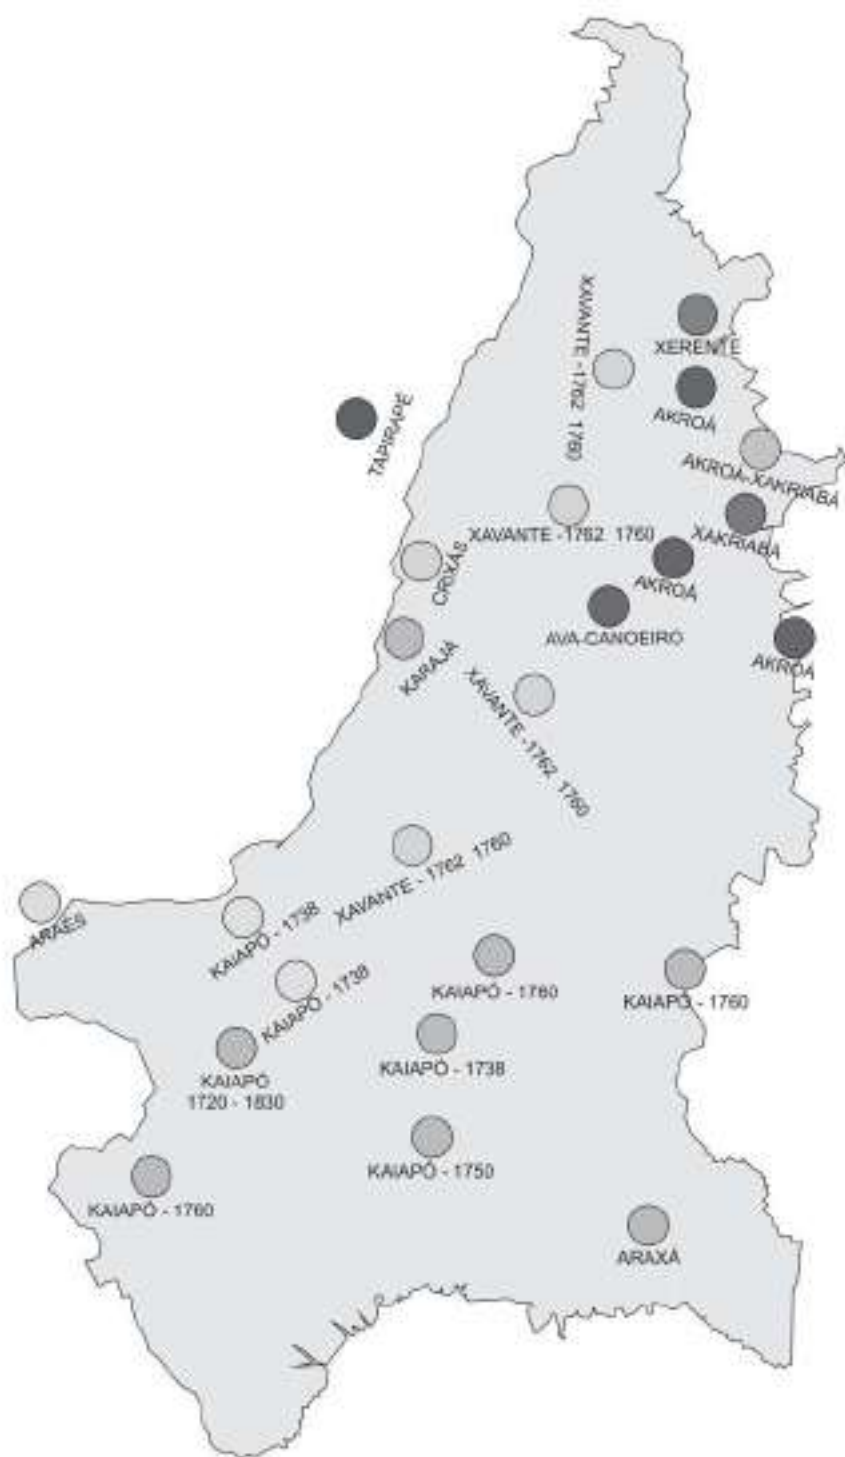 XAVANTE -1762 1760
XERENTE
AKROÁ
TAPIRAPÉ
AKROÁ-XAKRIABÁ
XAVANTE -1762 1760
XAKRIABÁ
CRIXÁS
AKROÁ
AVA-CANOEIRO
KARAJÁ
AKROÁ
XAVANTE -1762 1760
XAVANTE - 1762 1760
ARAÉS
KAIAPÓ - 1738
KAIAPÓ - 1738
KAIAPÓ - 1760
KAIAPÓ - 1760
KAIAPÓ
1720 - 1830
KAIAPÓ - 1738
KAIAPÓ - 1750
KAIAPÓ - 1760
ARAXÁ